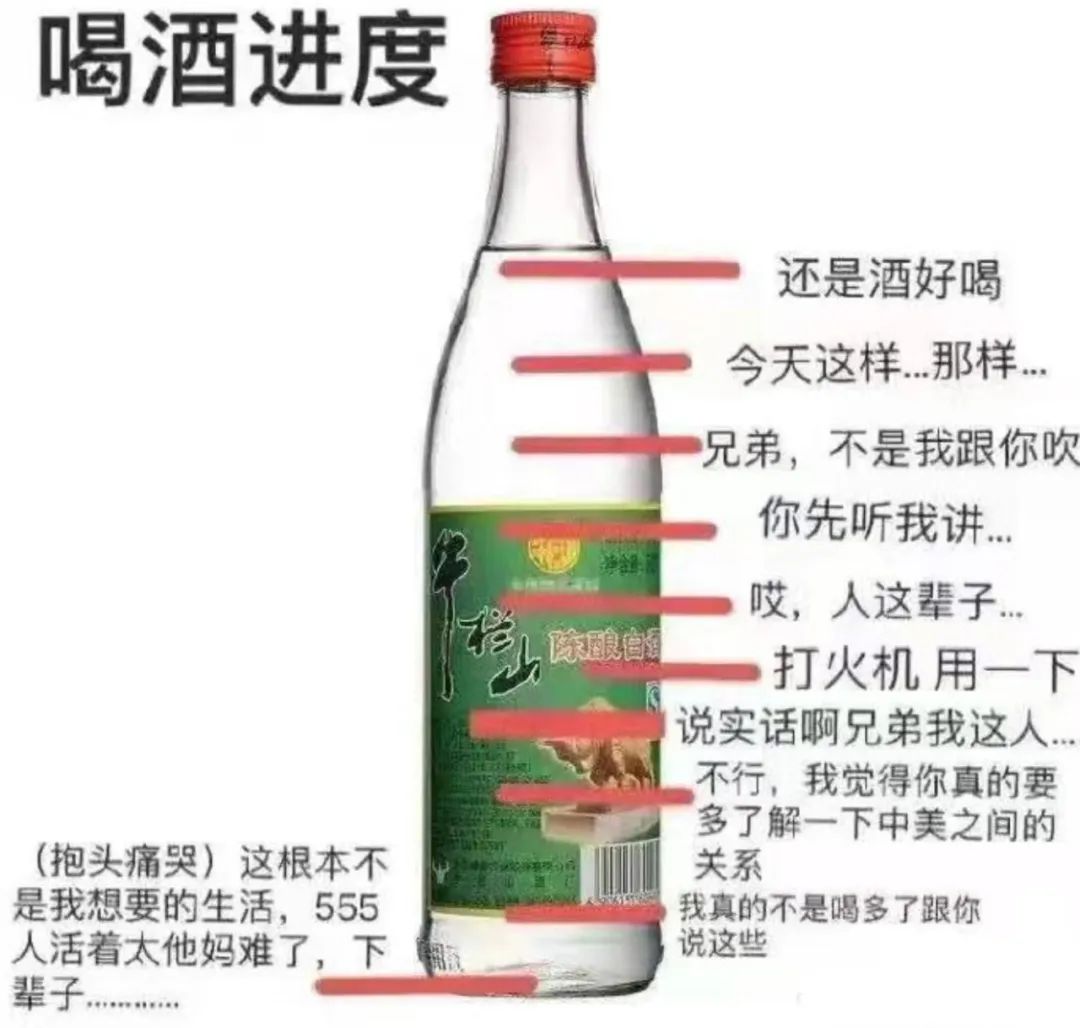 喝酒进度
还是酒好喝
今天这样...那样...
兄弟，不是我跟你吹
你先听我讲...
哎，人这辈子...
打火机 用一下
说实话啊兄弟我这人...
不行，我觉得你真的要
多了解一下中美之间的
关系
我真的不是喝多了跟你
说这些
（抱头痛哭）这根本不
是我想要的生活，555
人活着太他妈难了，下
辈子............
牛栏山
陈酿白酒
净含量